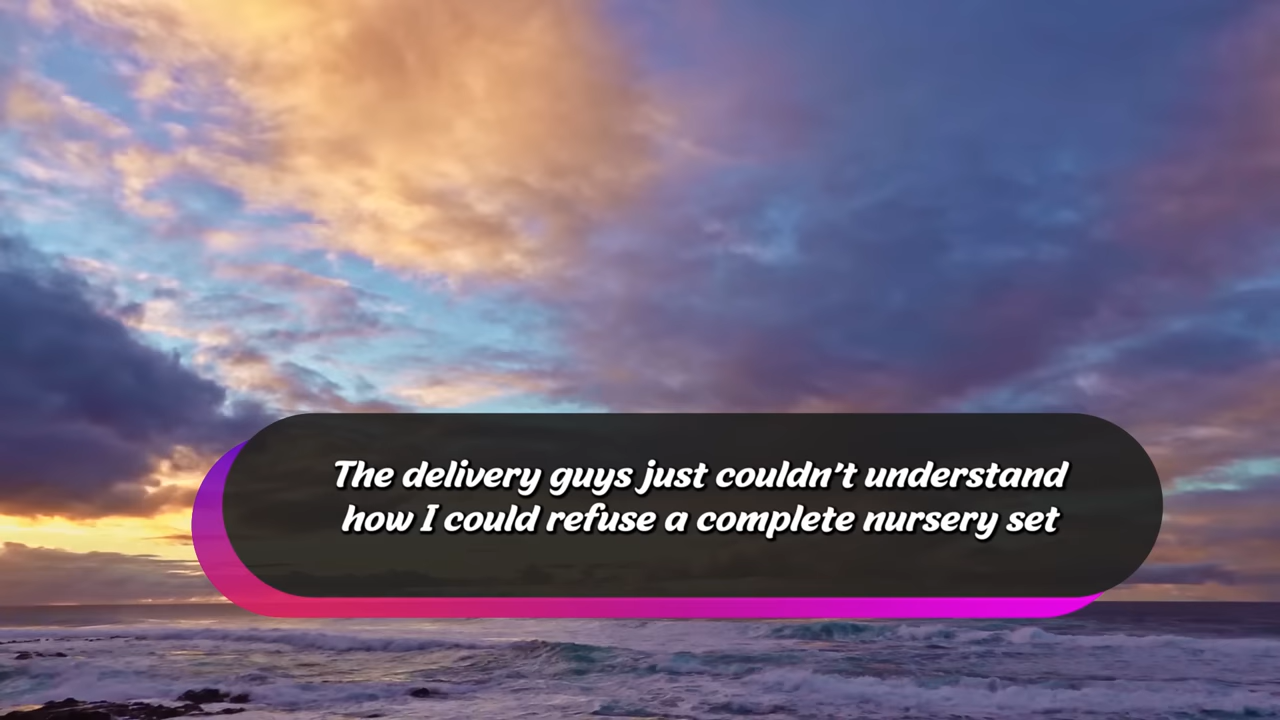 The delivery guys just couldn't understand
how I could refuse a complete nursery set